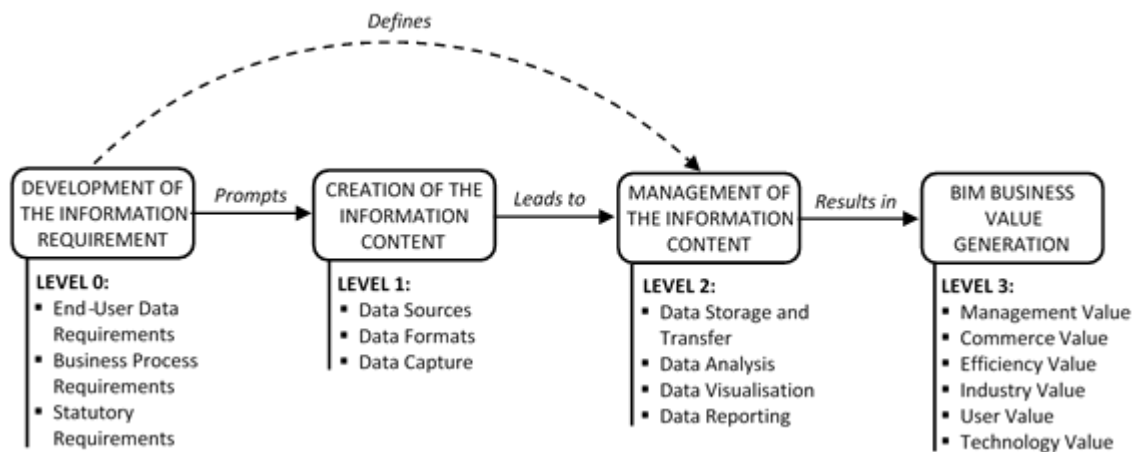 Defines
DEVELOPMENT OF
THE INFORMATION
REQUIREMENT
Prompts
CREATION OF THE
INFORMATION
CONTENT
Leads to
MANAGEMENT OF
THE INFORMATION
CONTENT
Results in
BIM BUSINESS
VALUE
GENERATION
LEVEL 0:
▪ End-User Data
Requirements
▪ Business Process
Requirements
▪ Statutory
Requirements
LEVEL 1:
▪ Data Sources
▪ Data Formats
▪ Data Capture
LEVEL 2:
▪ Data Storage and
Transfer
▪ Data Analysis
▪ Data Visualisation
▪ Data Reporting
LEVEL 3:
▪ Management Value
▪ Commerce Value
▪ Efficiency Value
▪ Industry Value
▪ User Value
▪ Technology Value